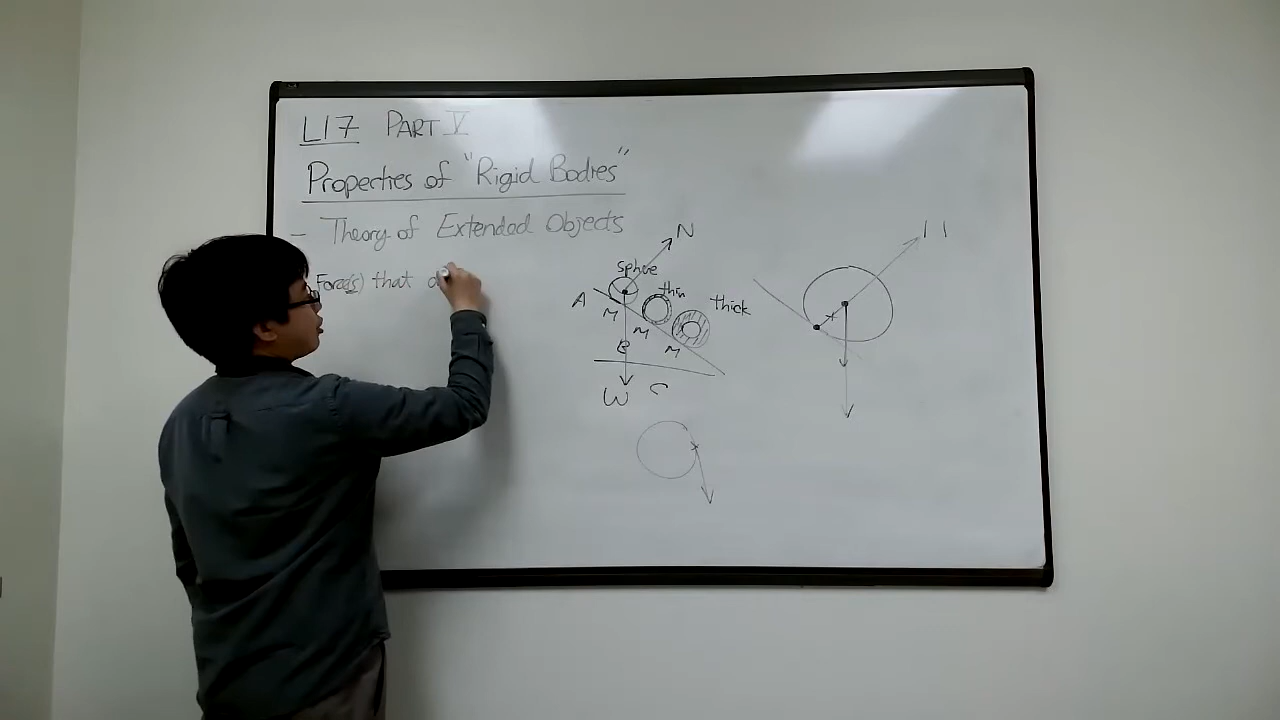 L17 PART V
Properties of "Rigid Bodies"
- Theory of Extended Objects
Force(s) that
N
sphere
thin
thick
A
M
M
M
B
W
C